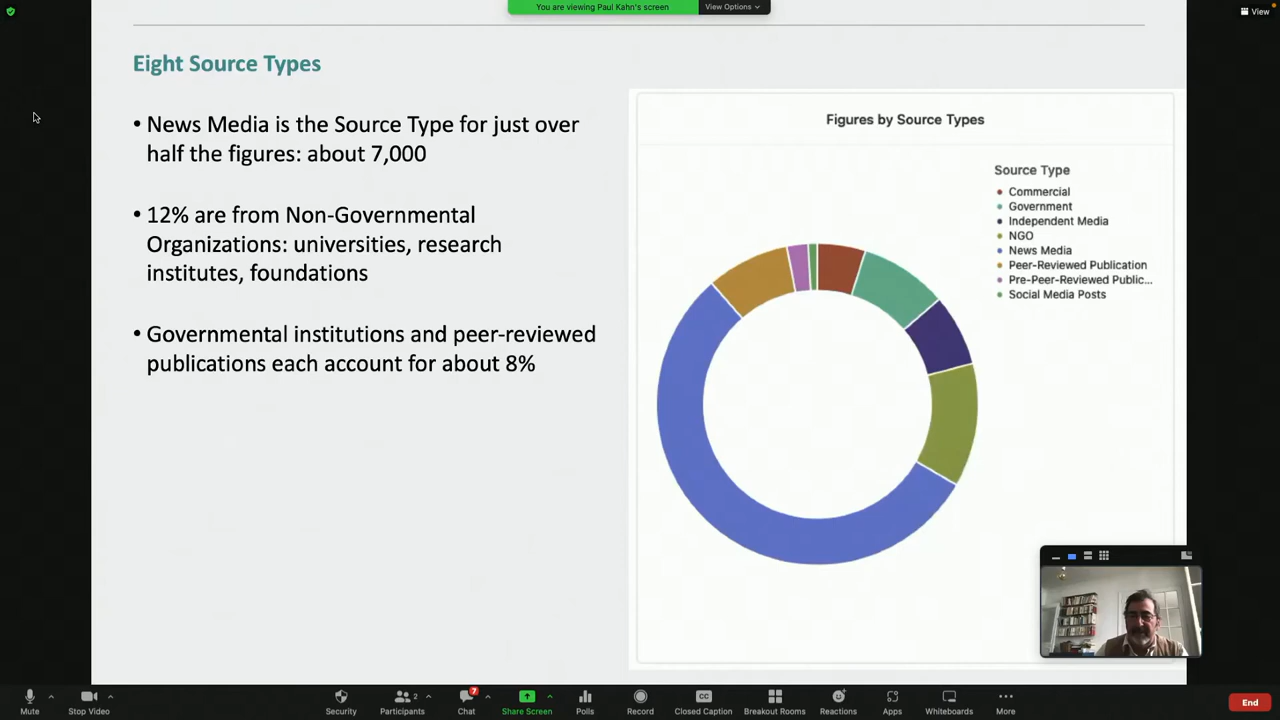 You are viewing Paul Kahn's screen
View Options
View
Eight Source Types
• News Media is the Source Type for just over
half the figures: about 7,000
• 12% are from Non-Governmental
Organizations: universities, research
institutes, foundations
• Governmental institutions and peer-reviewed
publications each account for about 8%
Figures by Source Types
Source Type
Commercial
Government
Independent Media
NGO
News Media
Peer-Reviewed Publication
Pre-Peer-Reviewed Public...
Social Media Posts
Mute
Stop Video
Security
Participants
2
Chat
7
Share Screen
Polls
Record
CC
Closed Caption
Breakout Rooms
Reactions
Apps
Whiteboards
More
End